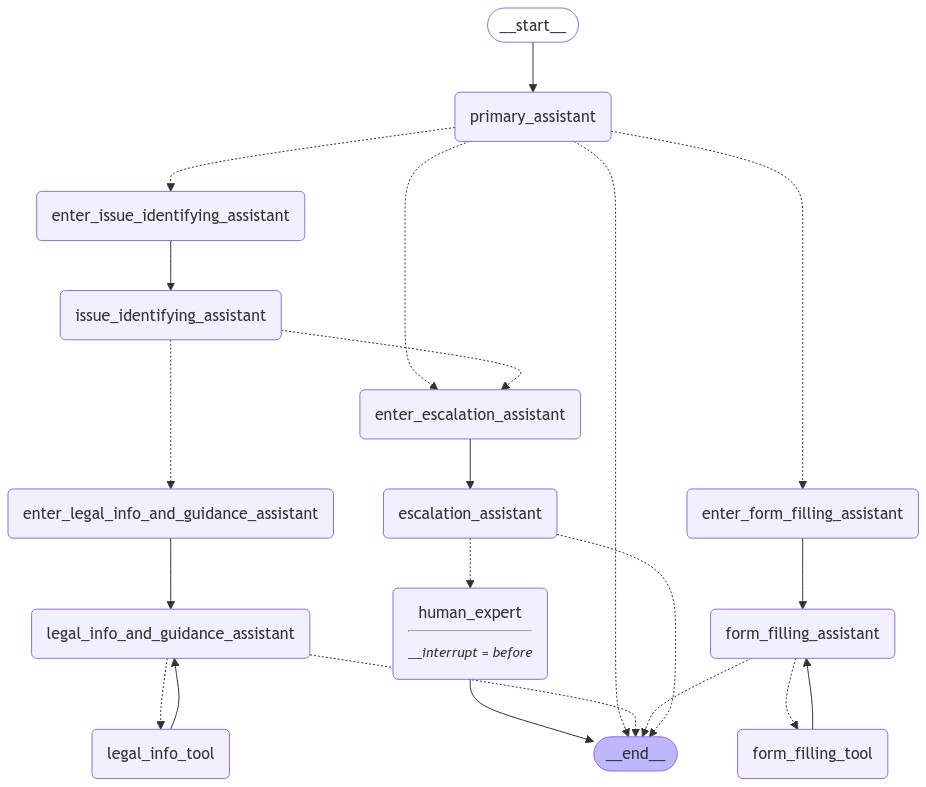 __start__
primary_assistant
enter_issue_identifying_assistant
issue_identifying_assistant
enter_escalation_assistant
enter_legal_info_and_guidance_assistant
escalation_assistant
enter_form_filling_assistant
human_expert
__interrupt = before
legal_info_and_guidance_assistant
form_filling_assistant
legal_info_tool
__end__
form_filling_tool